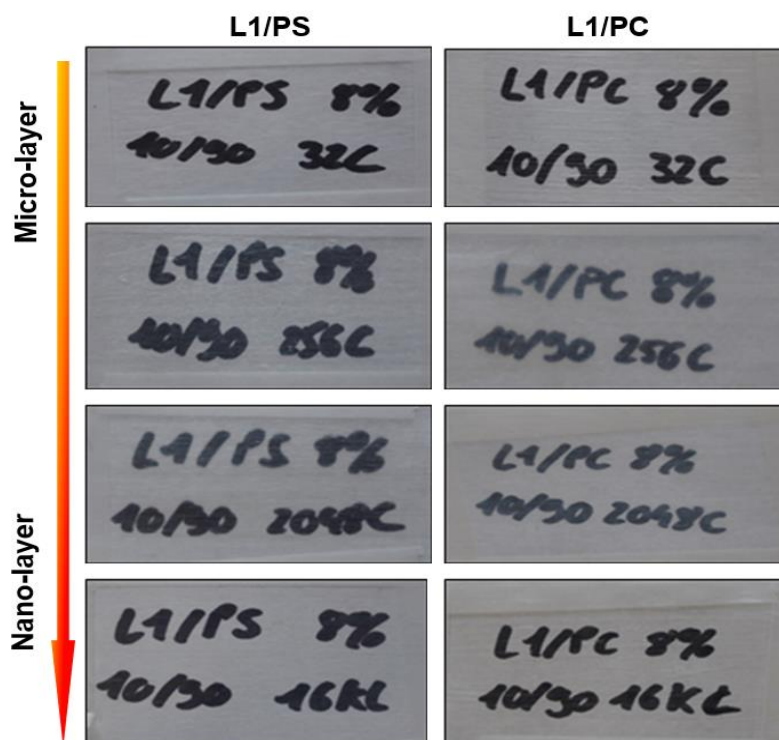 L1/PS
L1/PC
Micro-layer
Nano-layer
L1/PS 8%
10/90 32C
L1/PC 8%
10/90 32C
L1/PS 8%
10/90 256C
L1/PC 8%
10/90 256C
L1/PS 8%
10/90 2048C
L1/PC 8%
10/90 2048C
L1/PS 8%
10/90 16KC
L1/PC 8%
10/90 16KC